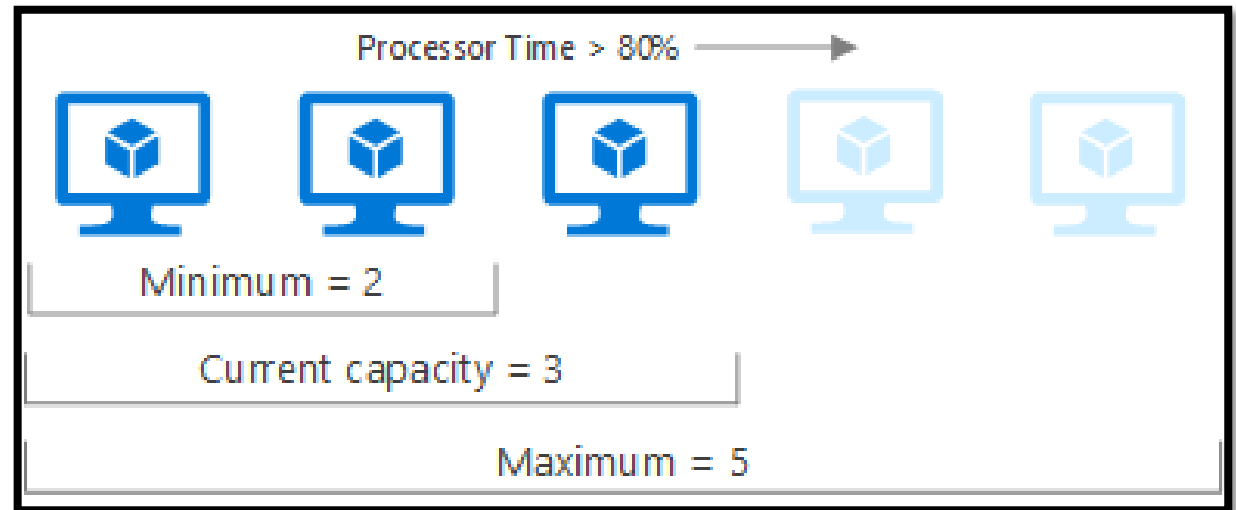 Processor Time > 80%
Minimum = 2
Current capacity = 3
Maximum = 5